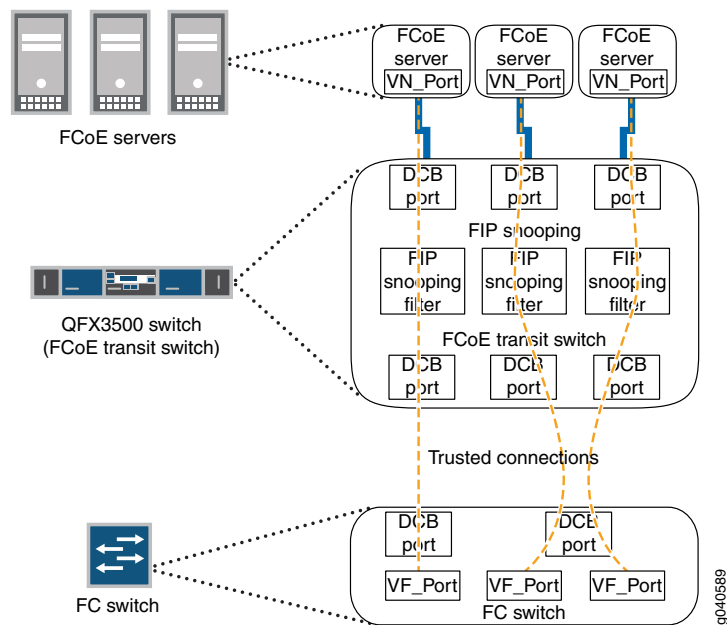 FCoE server
VN_Port
FCoE server
VN_Port
FCoE server
VN_Port
FCoE servers
DCB port
DCB port
DCB port
FIP snooping
FIP snooping filter
FIP snooping filter
FIP snooping filter
QFX3500 switch
(FCoE transit switch)
FCoE transit switch
DCB port
DCB port
DCB port
Trusted connections
DCB port
DCB port
VF_Port
VF_Port
VF_Port
FC switch
FC switch
g040589